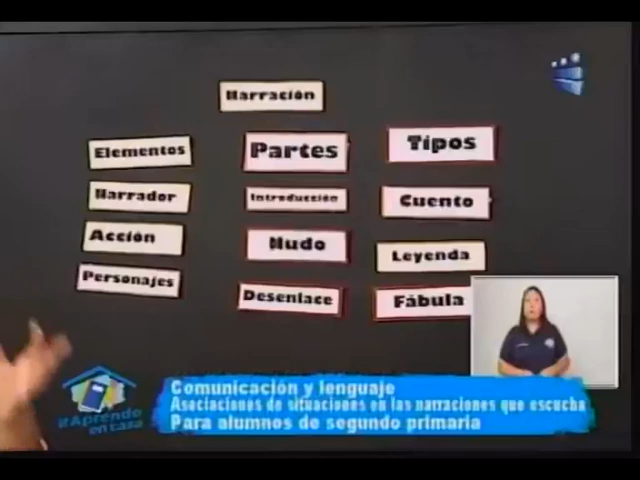 Narración
Elementos
Narrador
Acción
Personajes
Partes
Introducción
Nudo
Desenlace
Tipos
Cuento
Leyenda
Fábula
#Aprendo
en casa
Comunicación y lenguaje
Asociaciones de situaciones en las narraciones que escucha
Para alumnos de segundo primaria